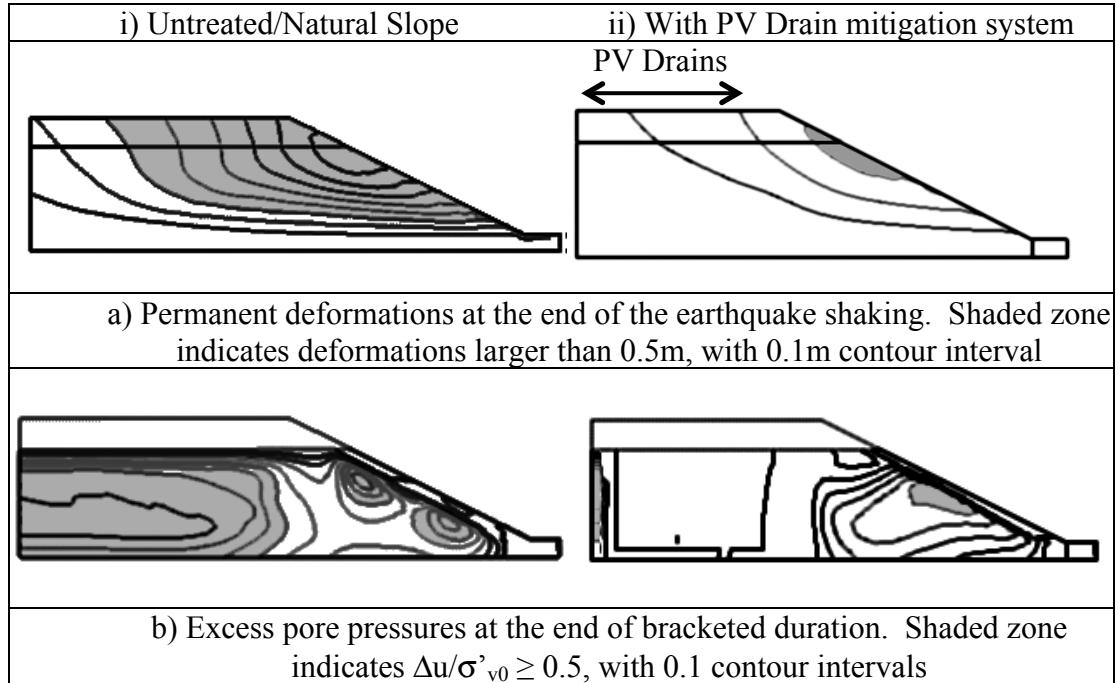 i) Untreated/Natural Slope
ii) With PV Drain mitigation system
PV Drains
a) Permanent deformations at the end of the earthquake shaking. Shaded zone
indicates deformations larger than 0.5m, with 0.1m contour interval
b) Excess pore pressures at the end of bracketed duration. Shaded zone
indicates Δu/σ’v0 ≥ 0.5, with 0.1 contour intervals